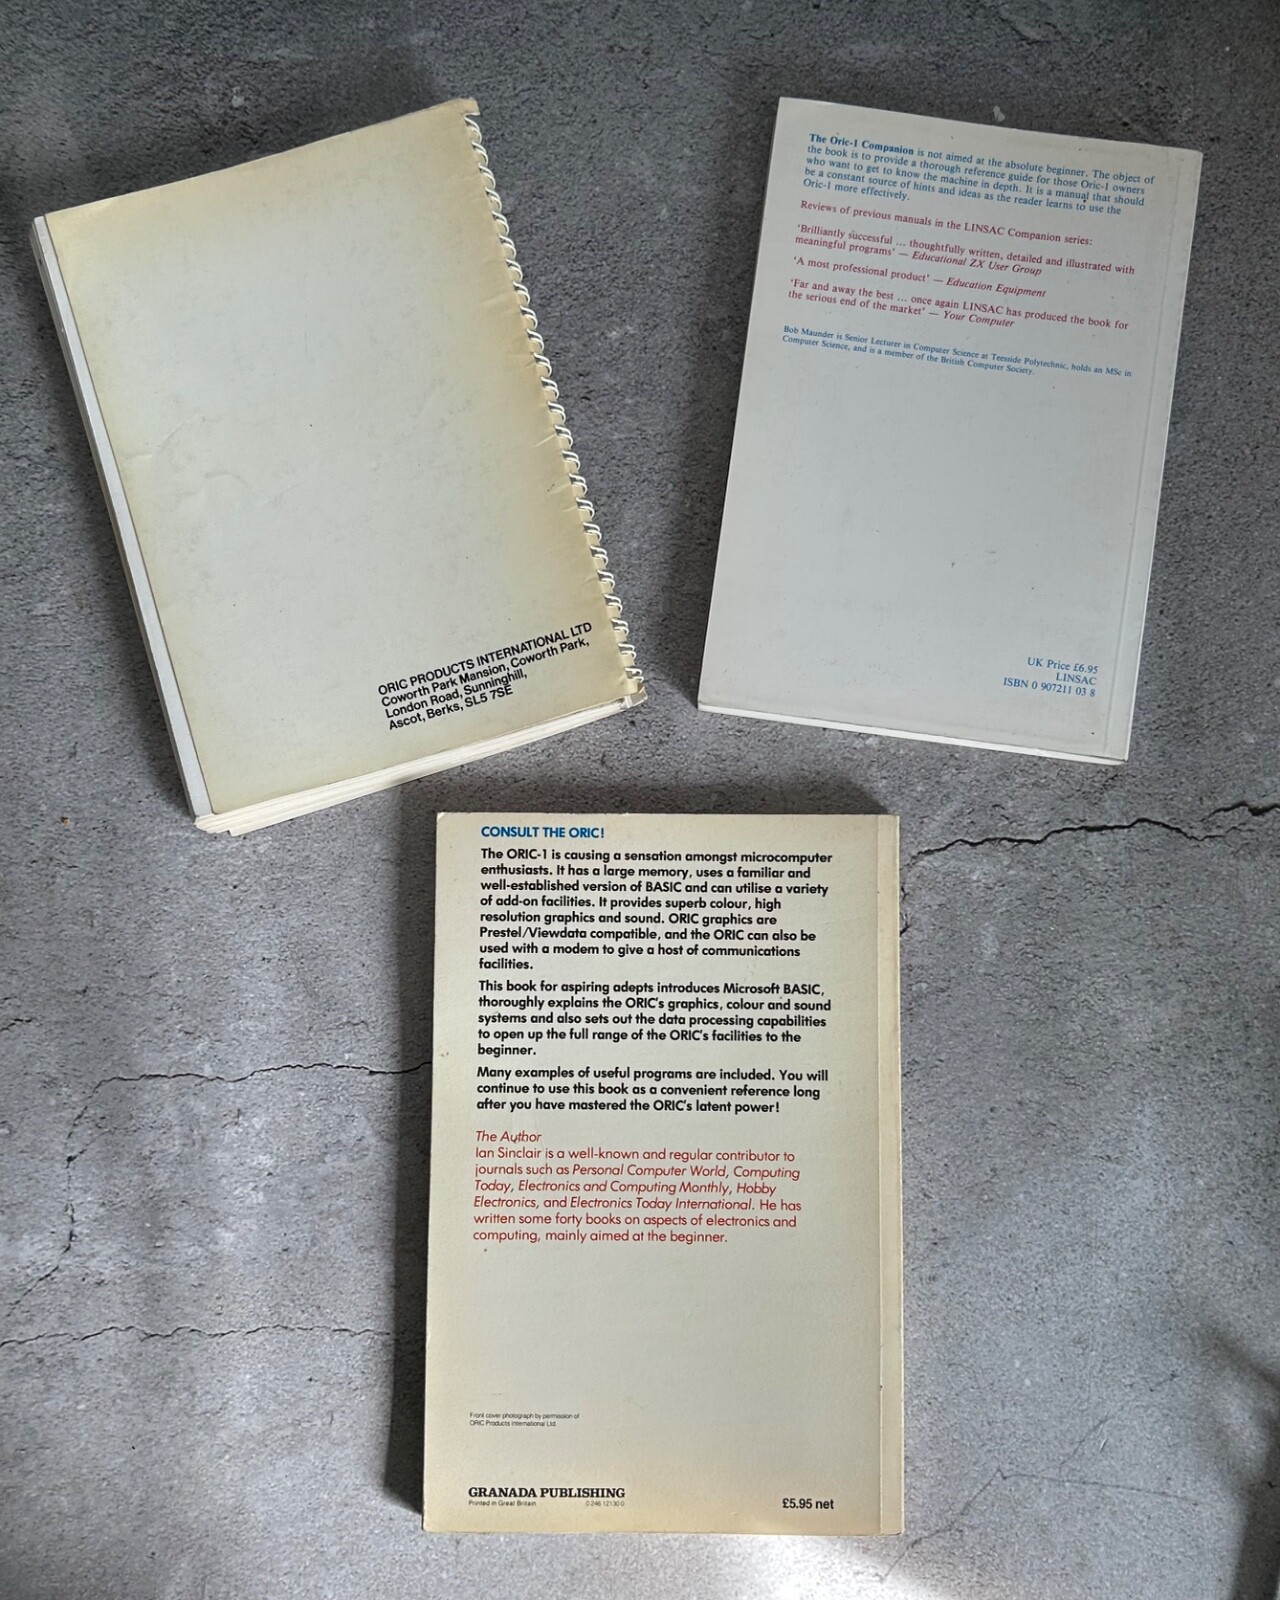 ORIC PRODUCTS INTERNATIONAL LTD
Coworth Park Mansion, Coworth Park,
London Road, Sunninghill,
Ascot, Berks, SL5 7SE
The Oric-1 Companion is not aimed at the absolute beginner. The object of
the book is to provide a thorough reference guide for those Oric-1 owners
who want to get to know the machine in depth. It is a manual that should
be a constant source of hints and ideas as the reader learns to use the
Oric-1 more effectively.
Reviews of previous manuals in the LINSAC Companion series:
'Brilliantly successful ... thoughtfully written, detailed and illustrated with
meaningful programs' — Educational ZX User Group
'A most professional product' — Education Equipment
'Far and away the best ... once again LINSAC has produced the book for
the serious end of the market' — Your Computer
Bob Maunder is Senior Lecturer in Computer Science at Teesside Polytechnic, holds an MSc in
Computer Science, and is a member of the British Computer Society.
UK Price £6.95
LINSAC
ISBN 0 907211 03 8
CONSULT THE ORIC!
The ORIC-1 is causing a sensation amongst microcomputer
enthusiasts. It has a large memory, uses a familiar and
well-established version of BASIC and can utilise a variety
of add-on facilities. It provides superb colour, high
resolution graphics and sound. ORIC graphics are
Prestel/Viewdata compatible, and the ORIC can also be
used with a modem to give a host of communications
facilities.
This book for aspiring adepts introduces Microsoft BASIC,
thoroughly explains the ORIC's graphics, colour and sound
systems and also sets out the data processing capabilities
to open up the full range of the ORIC's facilities to the
beginner.
Many examples of useful programs are included. You will
continue to use this book as a convenient reference long
after you have mastered the ORIC's latent power!
The Author
Ian Sinclair is a well-known and regular contributor to
journals such as Personal Computer World, Computing
Today, Electronics and Computing Monthly, Hobby
Electronics, and Electronics Today International. He has
written some forty books on aspects of electronics and
computing, mainly aimed at the beginner.
Front cover photograph by permission of
ORIC Products International Ltd.
GRANADA PUBLISHING
Printed in Great Britain 0 246 12130 0
£5.95 net